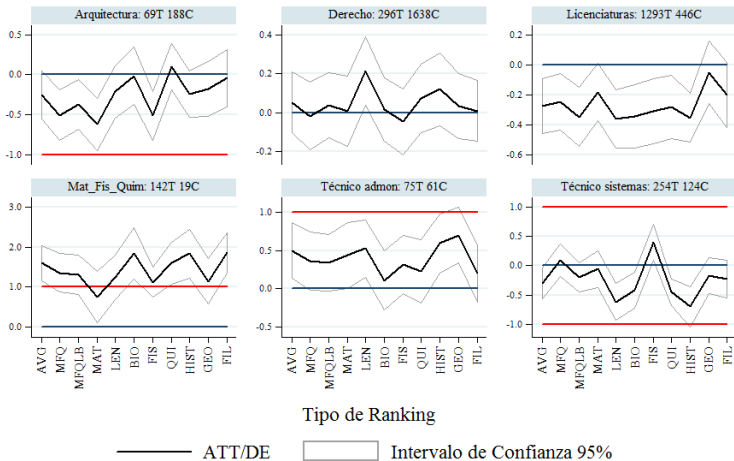 Arquitectura: 69T 188C
Derecho: 296T 1638C
Licenciaturas: 1293T 446C
0.5
0.0
-0.5
-1.0
0.4
0.2
0.0
-0.2
0.2
0.0
-0.2
-0.4
-0.6
Mat_Fis_Quim: 142T 19C
Técnico admon: 75T 61C
Técnico sistemas: 254T 124C
3.0
2.0
1.0
0.0
1.0
0.5
0.0
-0.5
1.0
0.5
0.0
-0.5
-1.0
AVG MFQ MFQLB MAT LEN BIO FIS QUI HIST GEO FIL
AVG MFQ MFQLB MAT LEN BIO FIS QUI HIST GEO FIL
AVG MFQ MFQLB MAT LEN BIO FIS QUI HIST GEO FIL
Tipo de Ranking
ATT/DE Intervalo de Confianza 95%